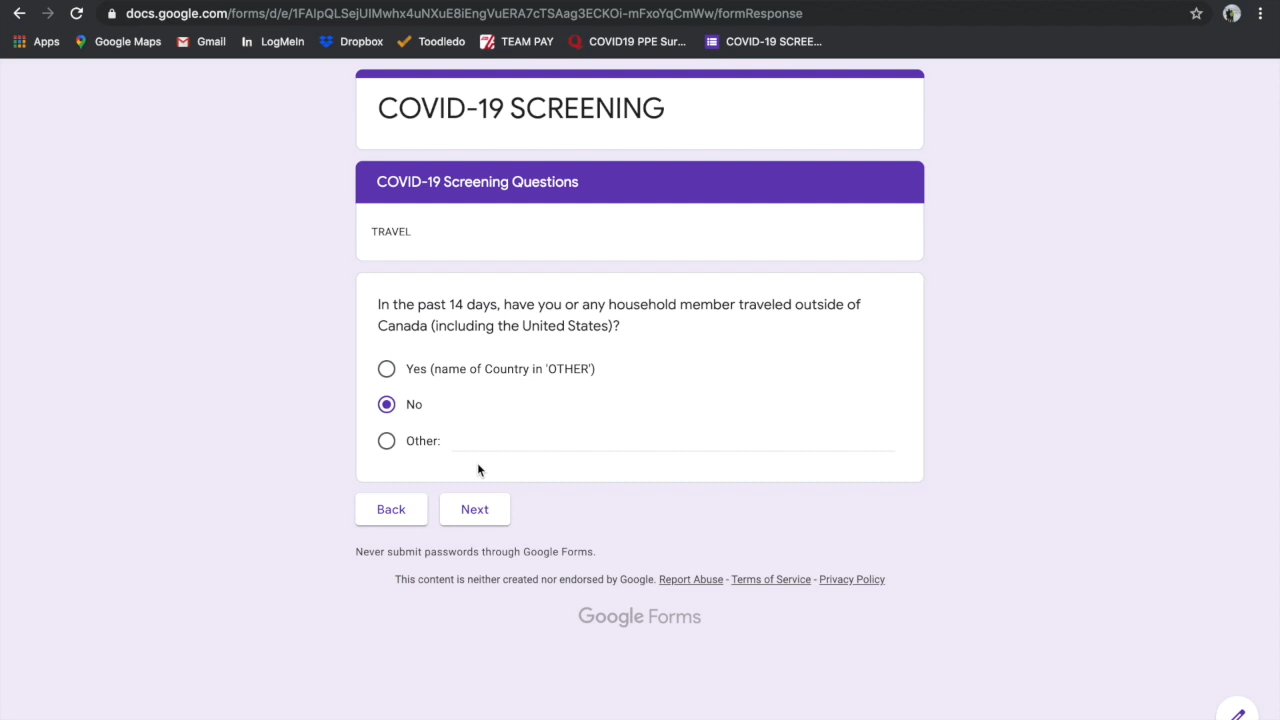 docs.google.com/forms/d/e/1FAIpQLSejUIMwhx4uNXuE8iEngVuERA7cTSAag3ECKOi-mFxoYqCmWw/formResponse
Apps Google Maps Gmail LogMeIn Dropbox Toodledo TEAM PAY COVID19 PPE Sur... COVID-19 SCREE...
COVID-19 SCREENING
COVID-19 Screening Questions
TRAVEL
In the past 14 days, have you or any household member traveled outside of
Canada (including the United States)?
Yes (name of Country in 'OTHER')
No
Other:
Back Next
Never submit passwords through Google Forms.
This content is neither created nor endorsed by Google. Report Abuse - Terms of Service - Privacy Policy
Google Forms